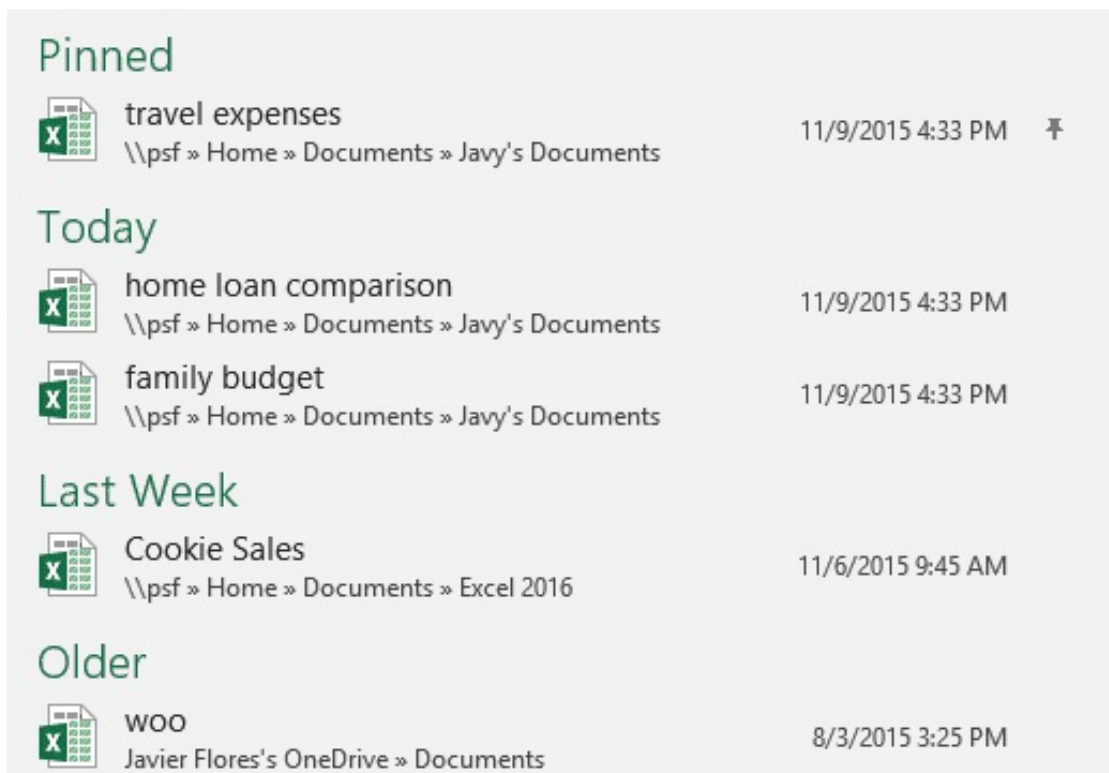 Pinned
travel expenses
\\psf » Home » Documents » Javy's Documents
11/9/2015 4:33 PM
Today
home loan comparison
\\psf » Home » Documents » Javy's Documents
11/9/2015 4:33 PM
family budget
\\psf » Home » Documents » Javy's Documents
11/9/2015 4:33 PM
Last Week
Cookie Sales
\\psf » Home » Documents » Excel 2016
11/6/2015 9:45 AM
Older
woo
Javier Flores's OneDrive » Documents
8/3/2015 3:25 PM